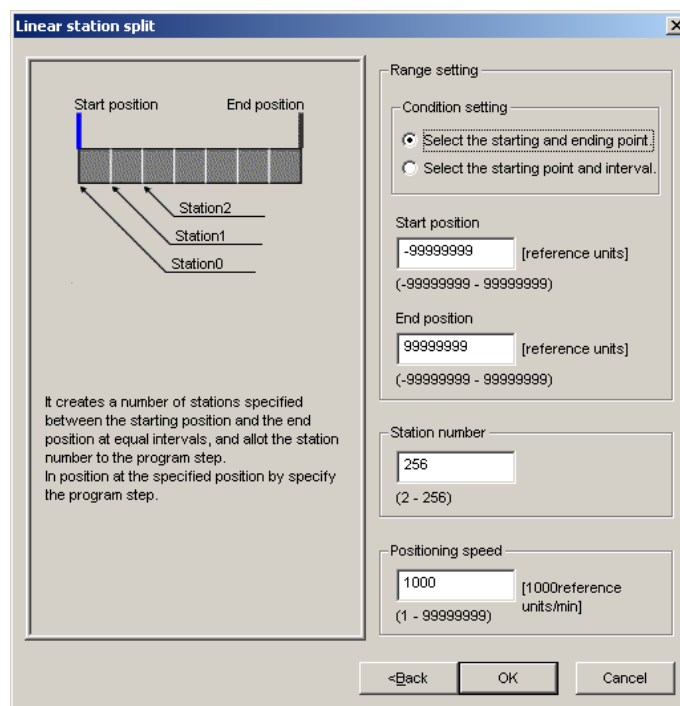 Linear station split
Start position
End position
Station2
Station1
Station0
It creates a number of stations specified
between the starting position and the end
position at equal intervals, and allot the station
number to the program step.
In position at the specified position by specify
the program step.
Range setting
Condition setting
Select the starting and ending point.
Select the starting point and interval.
Start position
-99999999 [reference units]
(-99999999 - 99999999)
End position
99999999 [reference units]
(-99999999 - 99999999)
Station number
256
(2 - 256)
Positioning speed
1000 [1000reference
units/min]
(1 - 99999999)
<Back
OK
Cancel